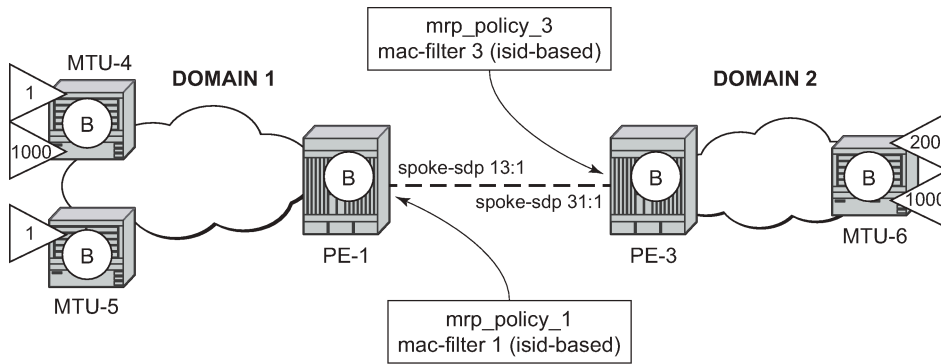 mrp_policy_3
mac-filter 3 (isid-based)
MTU-4
DOMAIN 1
DOMAIN 2
1
B
1000
200
B
1000
B
spoke-sdp 13:1
spoke-sdp 31:1
B
B
1
B
MTU-5
PE-1
PE-3
MTU-6
mrp_policy_1
mac-filter 1 (isid-based)